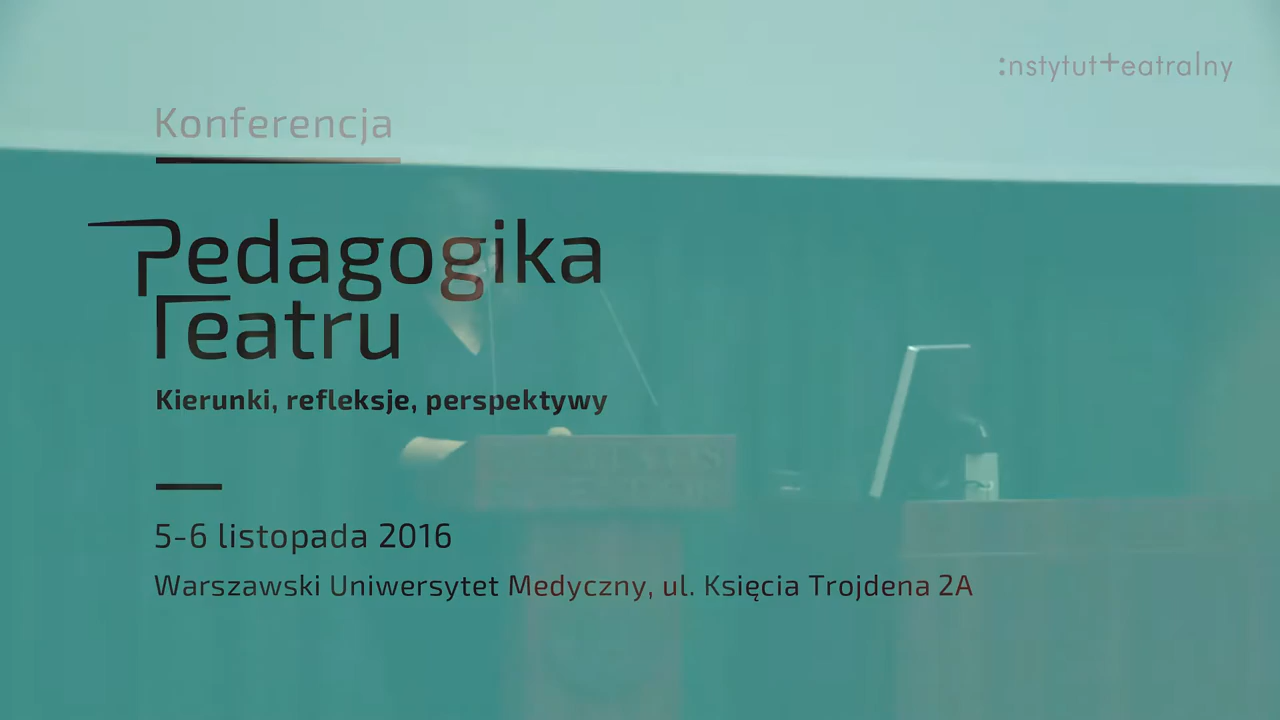 :nstytut+eatralny
Konferencja
Pedagogika
Teatru
Kierunki, refleksje, perspektywy
5-6 listopada 2016
Warszawski Uniwersytet Medyczny, ul. Księcia Trojdena 2A